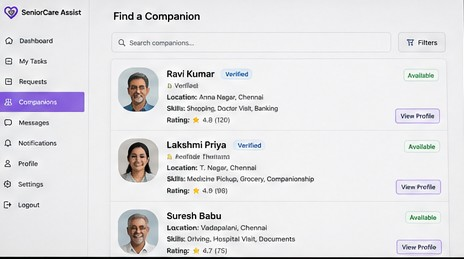 SeniorCare Assist
Dashboard
My Tasks
Requests
Companions
Messages
Notifications
Profile
Settings
Logout
Find a Companion
Search companions...
Filters
Ravi Kumar Verified
Verified
Available
Location: Anna Nagar, Chennai
Skills: Shopping, Doctor Visit, Banking
Rating: 4.8 (120)
View Profile
Lakshmi Priya Verified
Available
Location: T. Nagar, Chennai
Skills: Medicine Pickup, Grocery, Companionship
Rating: 4.8 (98)
View Profile
Suresh Babu
Available
Location: Vadapalani, Chennai
Skills: Driving, Hospital Visit, Documents
Rating: 4.7 (75)
View Profile